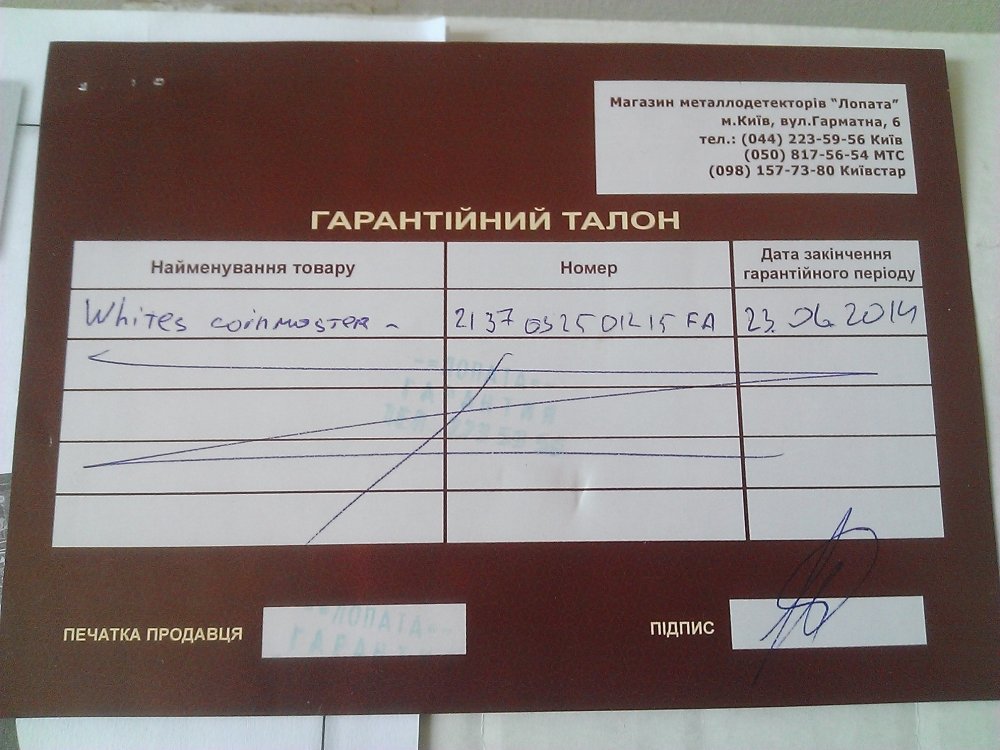 Магазин металлодетекторів “Лопата”
м.Київ, вул.Гарматна, 6
тел.: (044) 223-59-56 Київ
(050) 817-56-54 МТС
(098) 157-73-80 Київстар
ГАРАНТІЙНИЙ ТАЛОН
Найменування товару Номер Дата закінчення гарантійного періоду
Whites coinmaster 2137 0325 01215 FA 23.06.2014
ПЕЧАТКА ПРОДАВЦЯ ПІДПИС